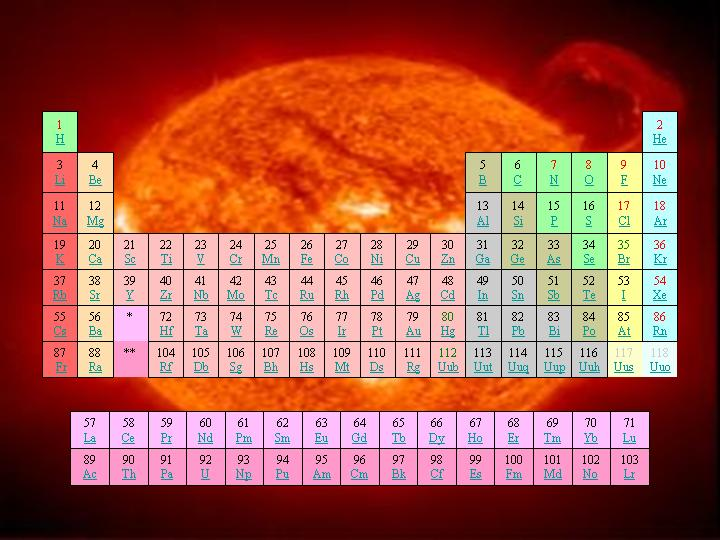 1 2
H He
3 4 5 6 7 8 9 10
Li Be B C N O F Ne
11 12 13 14 15 16 17 18
Na Mg Al Si P S Cl Ar
19 20 21 22 23 24 25 26 27 28 29 30 31 32 33 34 35 36
K Ca Sc Ti V Cr Mn Fe Co Ni Cu Zn Ga Ge As Se Br Kr
37 38 39 40 41 42 43 44 45 46 47 48 49 50 51 52 53 54
Rb Sr Y Zr Nb Mo Tc Ru Rh Pd Ag Cd In Sn Sb Te I Xe
55 56 * 72 73 74 75 76 77 78 79 80 81 82 83 84 85 86
Cs Ba Hf Ta W Re Os Ir Pt Au Hg Tl Pb Bi Po At Rn
87 88 ** 104 105 106 107 108 109 110 111 112 113 114 115 116 117 118
Fr Ra Rf Db Sg Bh Hs Mt Ds Rg Uub Uut Uuq Uup Uuh Uus Uuo
57 58 59 60 61 62 63 64 65 66 67 68 69 70 71
La Ce Pr Nd Pm Sm Eu Gd Tb Dy Ho Er Tm Yb Lu
89 90 91 92 93 94 95 96 97 98 99 100 101 102 103
Ac Th Pa U Np Pu Am Cm Bk Cf Es Fm Md No Lr